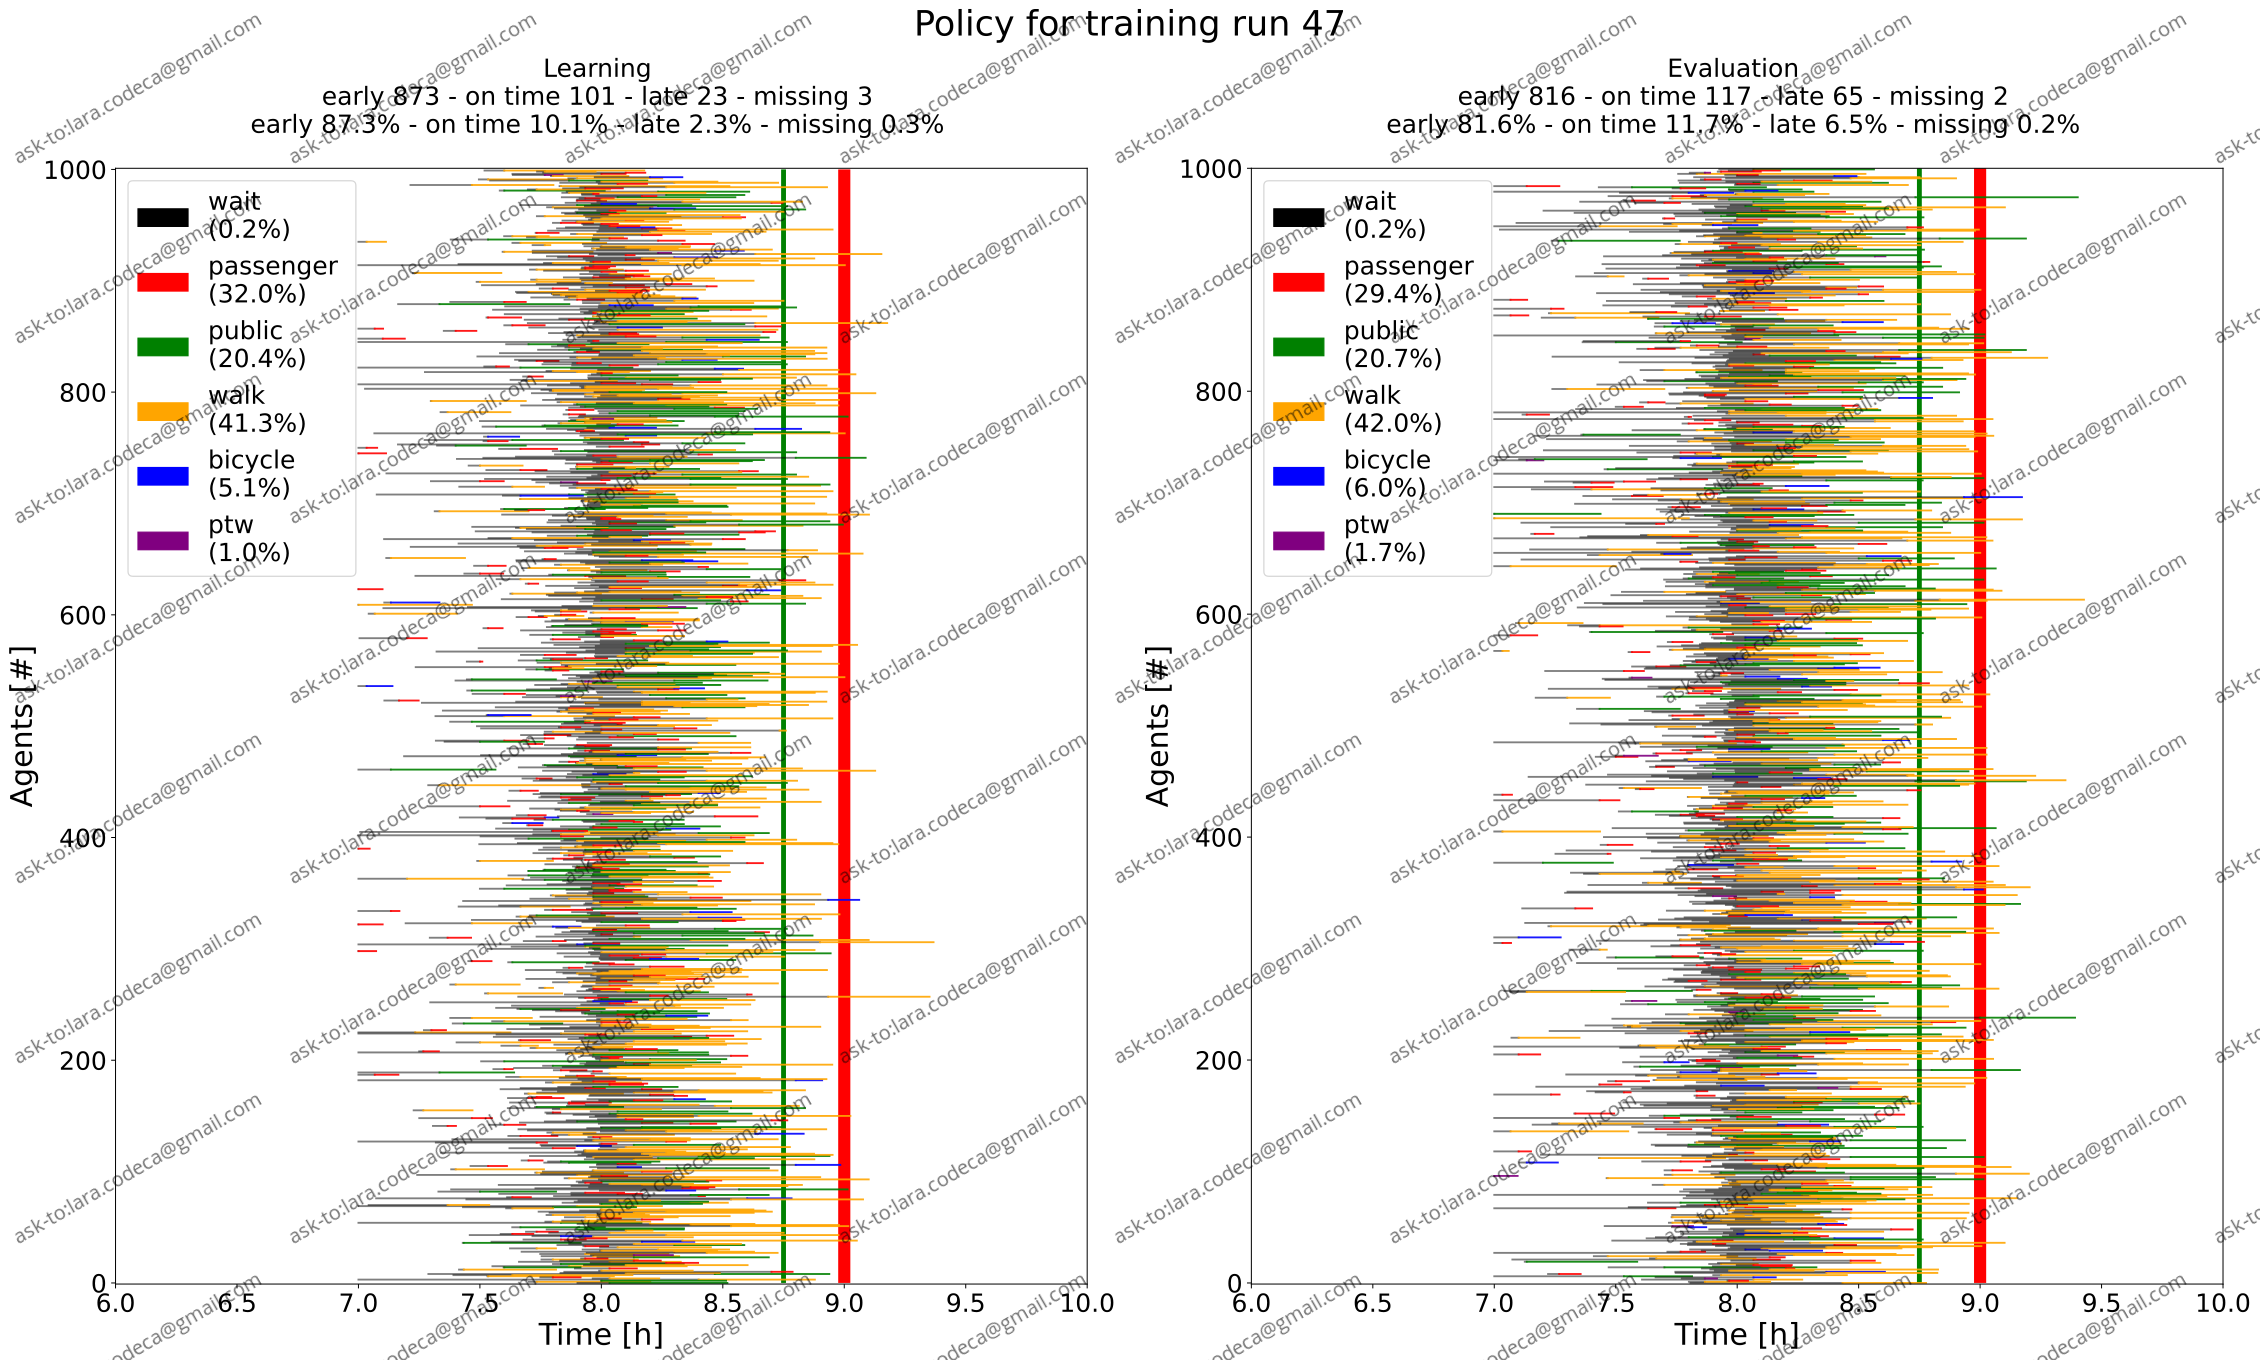 Policy for training run 47
Learning
early 873 - on time 101 - late 23 - missing 3
early 87.3% - on time 10.1% - late 2.3% - missing 0.3%
1000
800
600
400
200
0
Agents [#]
wait
(0.2%)
passenger
(32.0%)
public
(20.4%)
walk
(41.3%)
bicycle
(5.1%)
ptw
(1.0%)
6.0 6.5 7.0 7.5 8.0 8.5 9.0 9.5 10.0
Time [h]
Evaluation
early 816 - on time 117 - late 65 - missing 2
early 81.6% - on time 11.7% - late 6.5% - missing 0.2%
1000
800
600
400
200
0
Agents [#]
wait
(0.2%)
passenger
(29.4%)
public
(20.7%)
walk
(42.0%)
bicycle
(6.0%)
ptw
(1.7%)
6.0 6.5 7.0 7.5 8.0 8.5 9.0 9.5 10.0
Time [h]
ask-to:lara.codeca@gmail.com